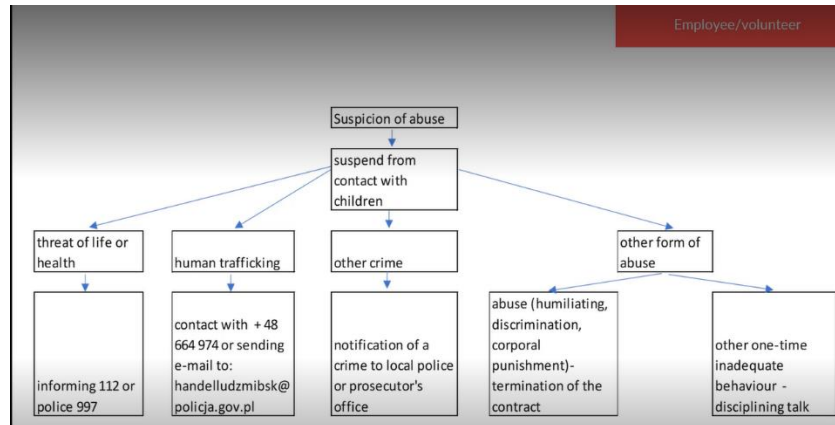 Employee/volunteer
Suspicion of abuse
suspend from
contact with
children
threat of life or
health
human trafficking
other crime
other form of
abuse
informing 112 or
police 997
contact with + 48
664 974 or sending
e-mail to:
handelludzmibsk@
policja.gov.pl
notification of a
crime to local police
or prosecutor's
office
abuse (humiliating,
discrimination,
corporal
punishment)-
termination of the
contract
other one-time
inadequate
behaviour -
disciplining talk